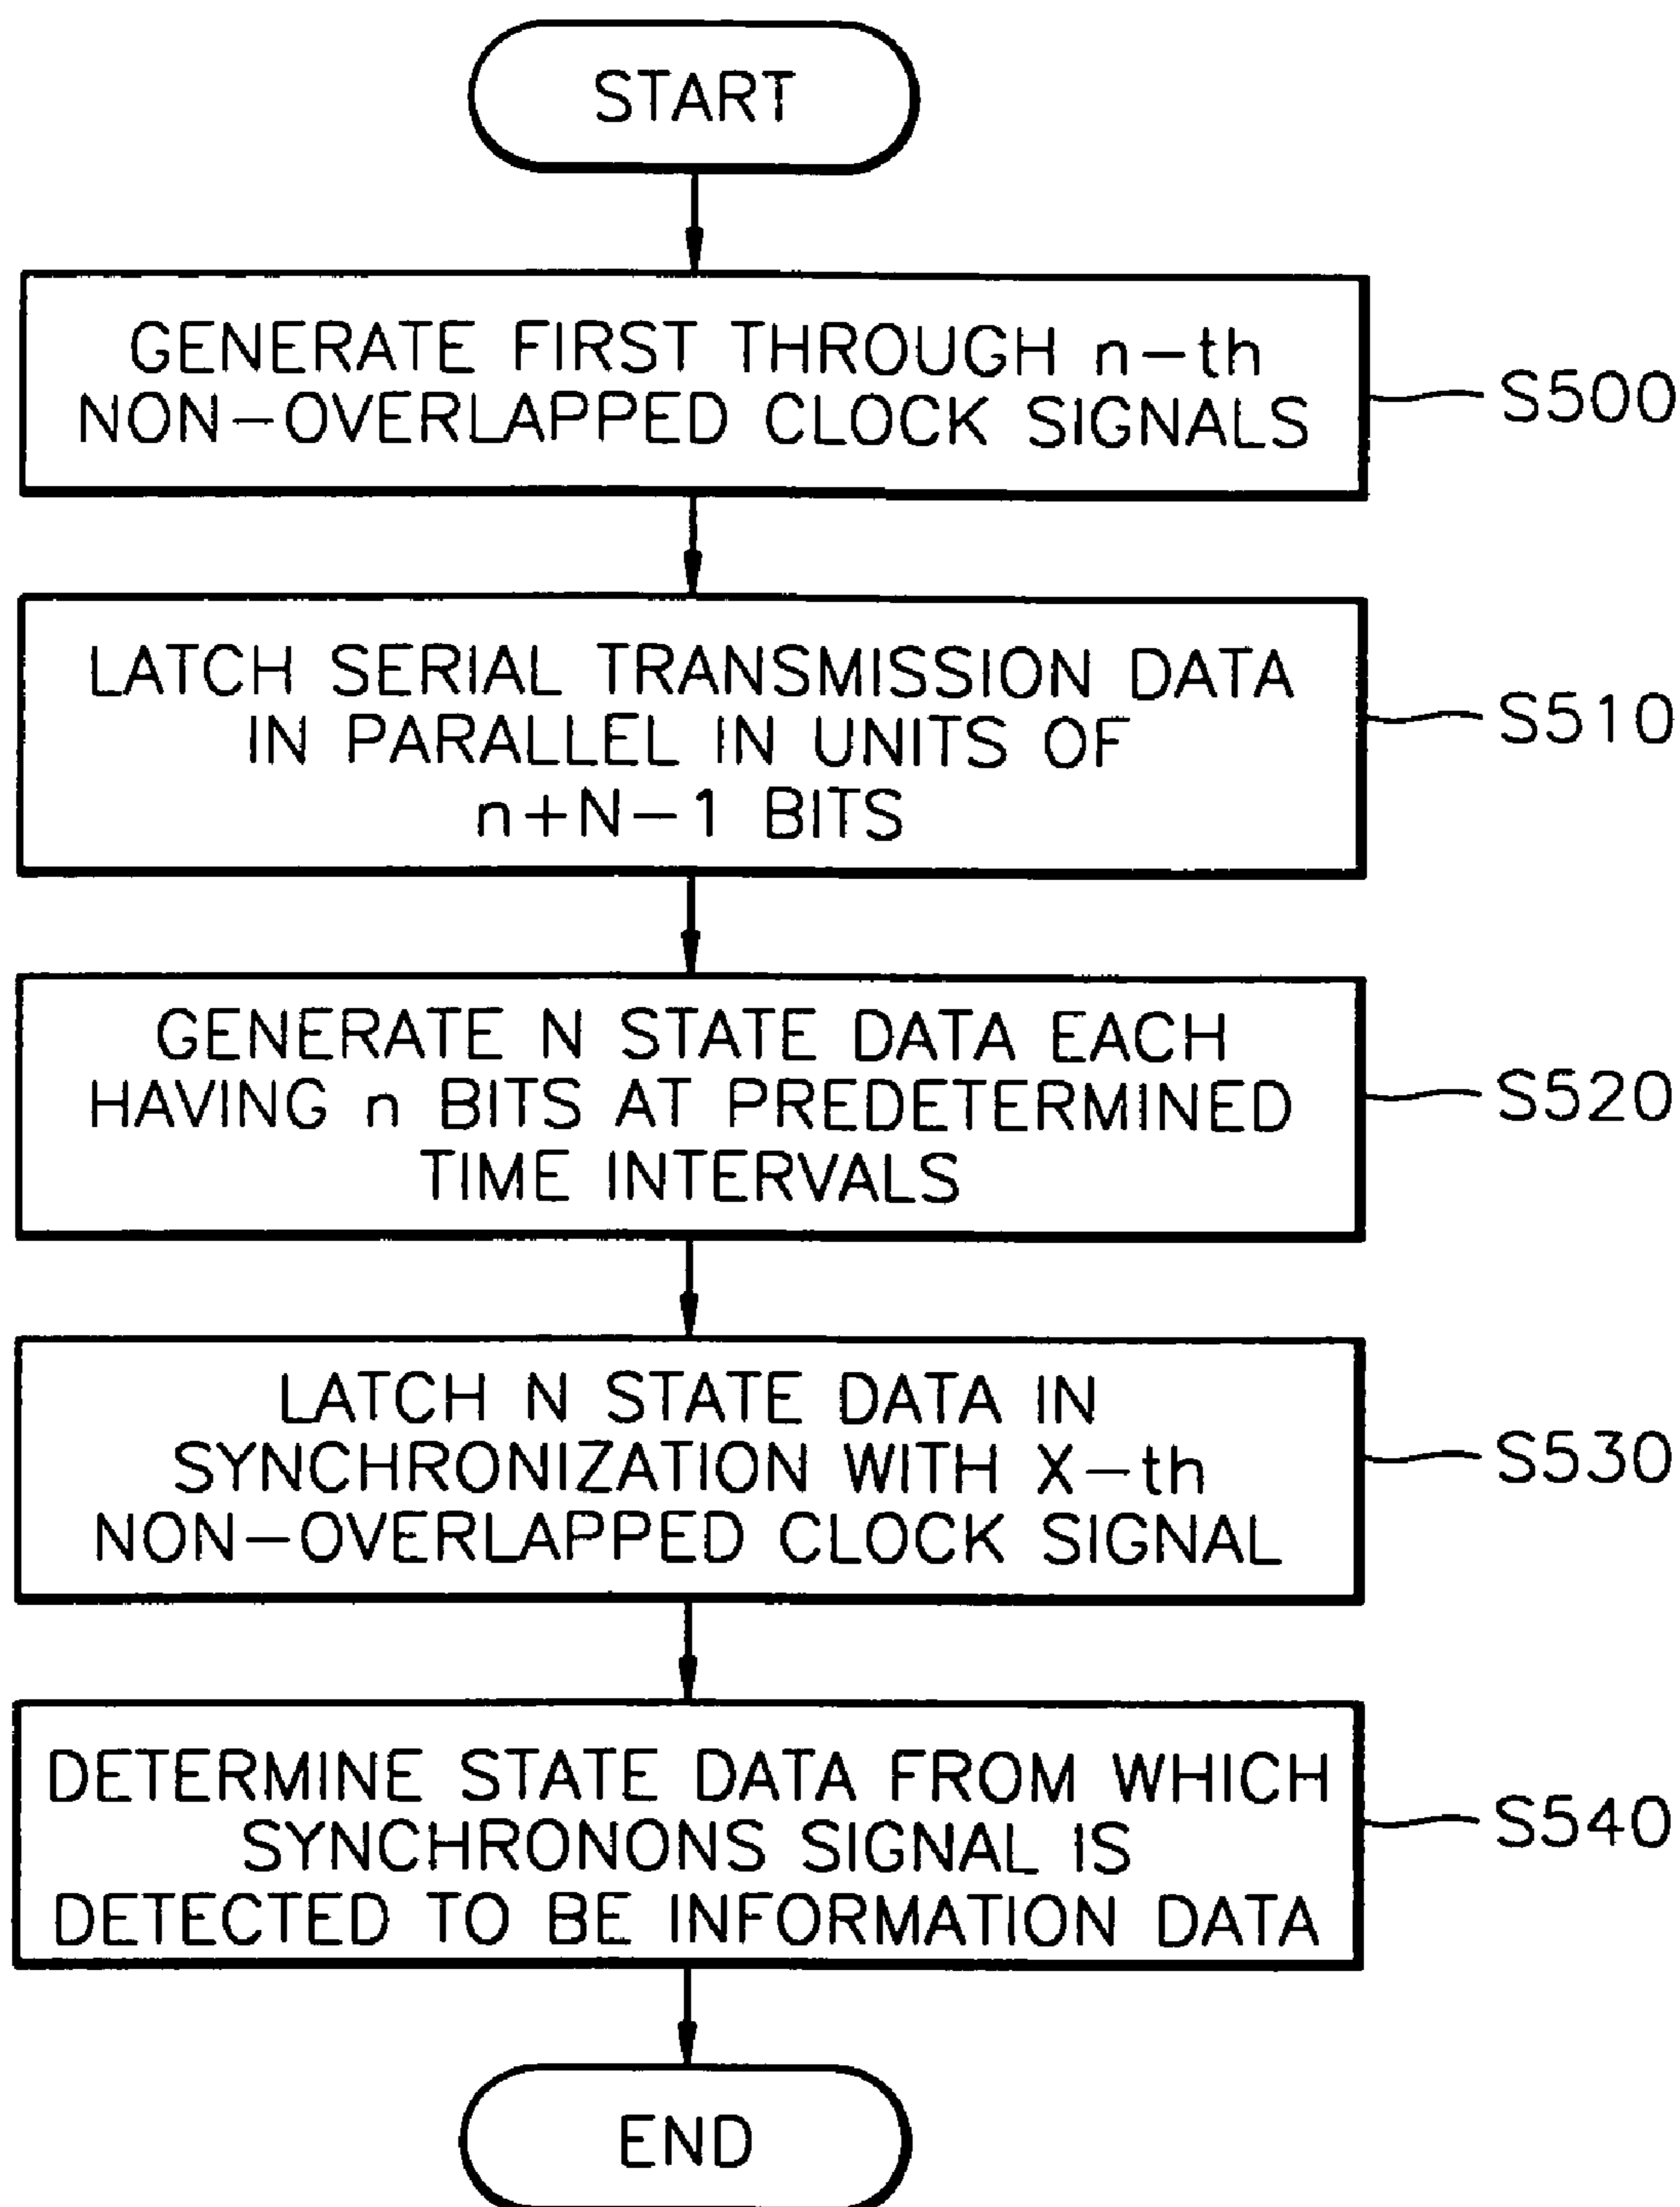 START
GENERATE FIRST THROUGH n-th
NON-OVERLAPPED CLOCK SIGNALS
S500
LATCH SERIAL TRANSMISSION DATA
IN PARALLEL IN UNITS OF
n+N-1 BITS
S510
GENERATE N STATE DATA EACH
HAVING n BITS AT PREDETERMINED
TIME INTERVALS
S520
LATCH N STATE DATA IN
SYNCHRONIZATION WITH X-th
NON-OVERLAPPED CLOCK SIGNAL
S530
DETERMINE STATE DATA FROM WHICH
SYNCHRONONS SIGNAL IS
DETECTED TO BE INFORMATION DATA
S540
END